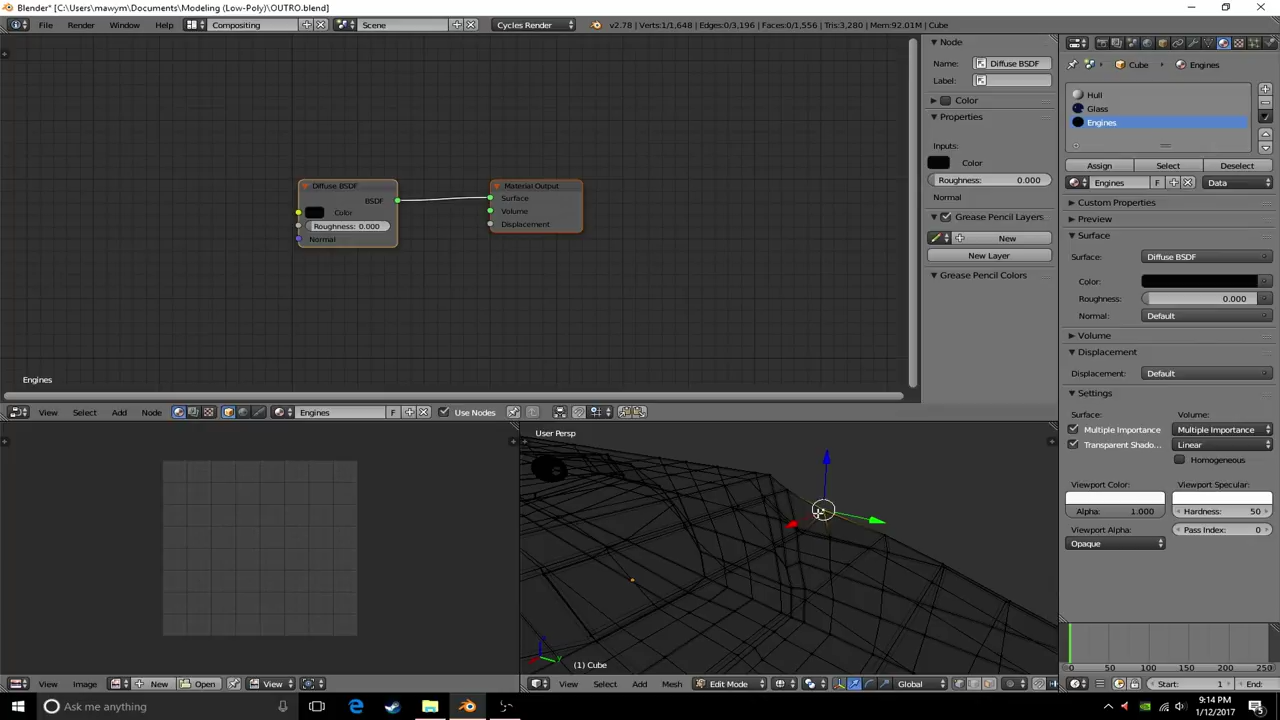 Blender* [C:\Users\mawym\Documents\Modeling (Low-Poly)\OUTRO.blend]
File Render Window Help Compositing Scene Cycles Render v2.78 | Verts:1/1,648 | Edges:0/3,196 | Faces:0/1,556 | Tris:3,280 | Mem:92.01M | Cube
Diffuse BSDF
BSDF
Color
Roughness: 0.000
Normal
Material Output
Surface
Volume
Displacement
Engines
Node
Name: Diffuse BSDF
Label:
Color
Properties
Inputs:
Color
Roughness: 0.000
Normal
Grease Pencil Layers
New
New Layer
Grease Pencil Colors
Cube Engines
Hull
Glass
Engines
Assign Select Deselect
Engines F Data
Custom Properties
Preview
Surface
Surface: Diffuse BSDF
Color:
Roughness: 0.000
Normal: Default
Volume
Displacement
Displacement: Default
Settings
Surface: Volume:
Multiple Importance Multiple Importance
Transparent Shado... Linear
Homogeneous
Viewport Color: Viewport Specular:
Alpha: 1.000 Hardness: 50
Viewport Alpha: Pass Index: 0
Opaque
View Select Add Node Engines F Use Nodes
User Persp
(1) Cube
View Image New Open View
View Select Add Mesh Edit Mode Global
0 50 100 150 200 250
Start: 1 End:
Ask me anything
9:14 PM
1/12/2017